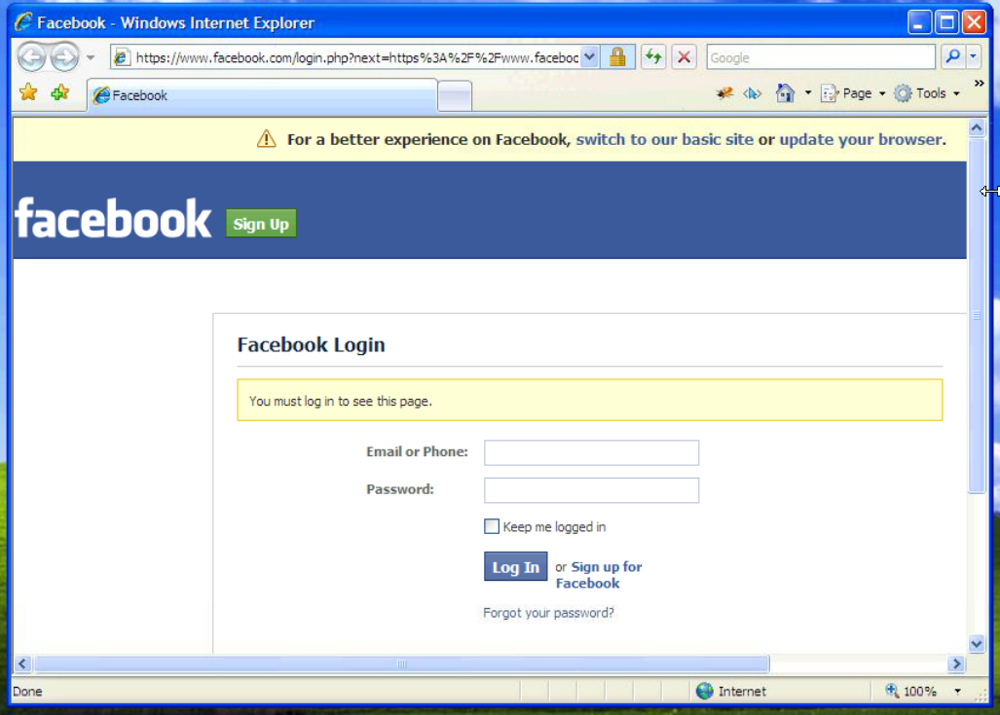 Facebook - Windows Internet Explorer
https://www.facebook.com/login.php?next=https%3A%2F%2Fwww.faceboc
Google
Facebook
Page
Tools
»
For a better experience on Facebook, switch to our basic site or update your browser.
facebook
Sign Up
Facebook Login
You must log in to see this page.
Email or Phone:
Password:
Keep me logged in
Log In or Sign up for
Facebook
Forgot your password?
Done
Internet
100%